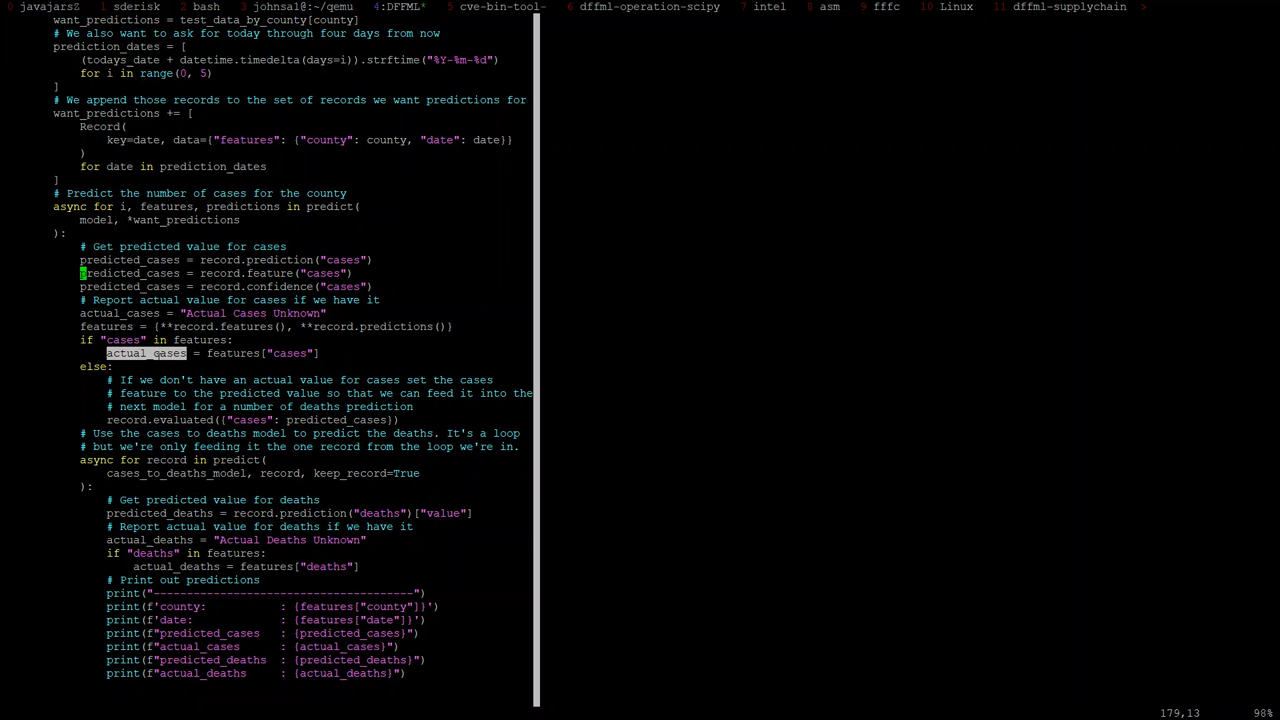 0 javajarsZ 1 sderisk 2 bash 3 johnsa1@:~/qemu 4:DFFML* 5 cve-bin-tool- 6 dffml-operation-scipy 7 intel 8 asm 9 fffc 10 Linux 11 dffml-supplychain >
want_predictions = test_data_by_county[county]
# We also want to ask for today through four days from now
prediction_dates = [
(todays_date + datetime.timedelta(days=i)).strftime("%Y-%m-%d")
for i in range(0, 5)
]
# We append those records to the set of records we want predictions for
want_predictions += [
Record(
key=date, data={"features": {"county": county, "date": date}}
)
for date in prediction_dates
]
# Predict the number of cases for the county
async for i, features, predictions in predict(
model, *want_predictions
):
# Get predicted value for cases
predicted_cases = record.prediction("cases")
predicted_cases = record.feature("cases")
predicted_cases = record.confidence("cases")
# Report actual value for cases if we have it
actual_cases = "Actual Cases Unknown"
features = {**record.features(), **record.predictions()}
if "cases" in features:
actual_cases = features["cases"]
else:
# If we don't have an actual value for cases set the cases
# feature to the predicted value so that we can feed it into the
# next model for a number of deaths prediction
record.evaluated({"cases": predicted_cases})
# Use the cases to deaths model to predict the deaths. It's a loop
# but we're only feeding it the one record from the loop we're in.
async for record in predict(
cases_to_deaths_model, record, keep_record=True
):
# Get predicted value for deaths
predicted_deaths = record.prediction("deaths")["value"]
# Report actual value for deaths if we have it
actual_deaths = "Actual Deaths Unknown"
if "deaths" in features:
actual_deaths = features["deaths"]
# Print out predictions
print("---------------------------------------")
print(f'county: : {features["county"]}')
print(f'date: : {features["date"]}')
print(f"predicted_cases : {predicted_cases}")
print(f"actual_cases : {actual_cases}")
print(f"predicted_deaths : {predicted_deaths}")
print(f"actual_deaths : {actual_deaths}")
179,13 98%